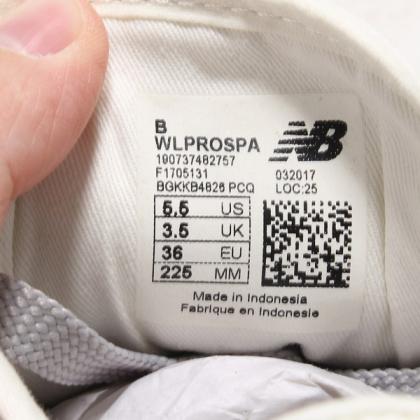 B
WLPROSPA
NB
190737482757
F1705131
032017
BGKKB4826 PCQ
LOC:25
5.5 US
3.5 UK
36 EU
225 MM
Made in Indonesia
Fabrique en Indonesie